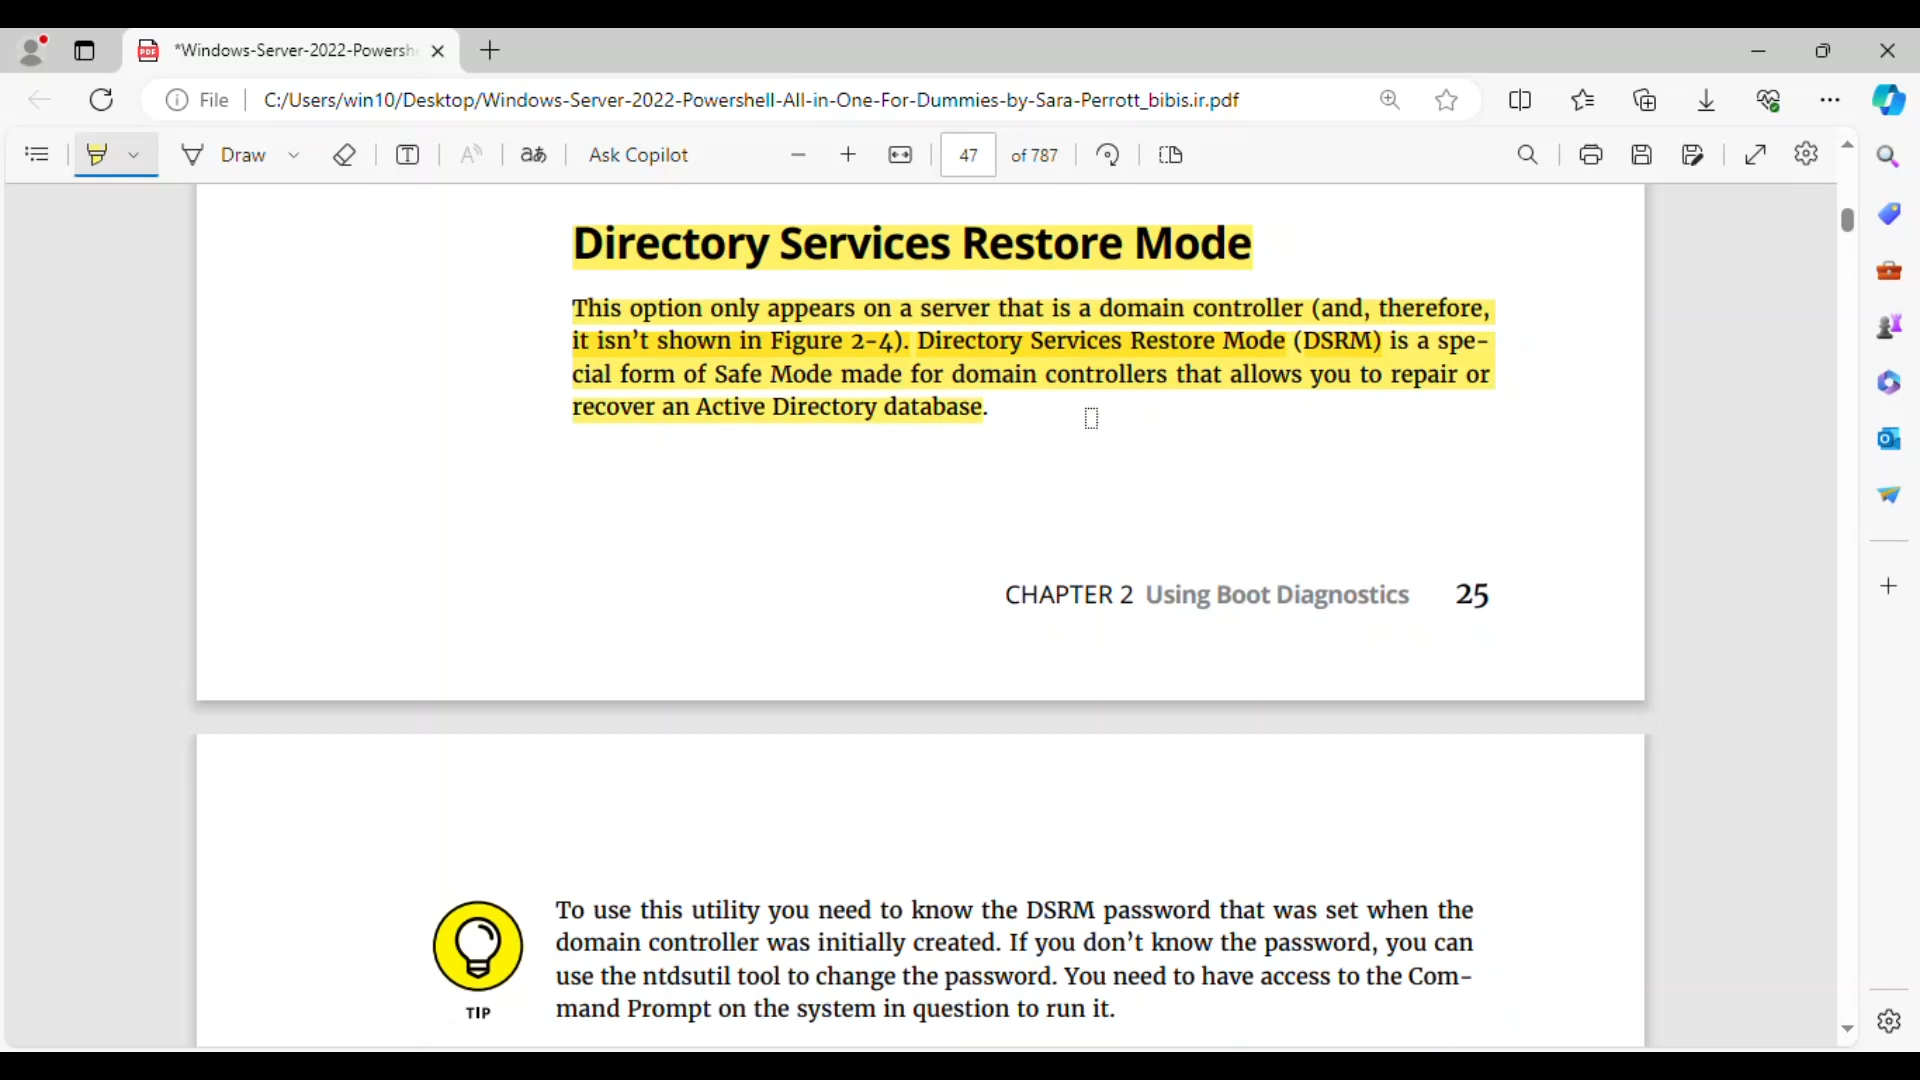 *Windows-Server-2022-Powersh
File
C:/Users/win10/Desktop/Windows-Server-2022-Powershell-All-in-One-For-Dummies-by-Sara-Perrott_bibis.ir.pdf
Draw
Ask Copilot
47
of 787
Directory Services Restore Mode
This option only appears on a server that is a domain controller (and, therefore,
it isn’t shown in Figure 2-4). Directory Services Restore Mode (DSRM) is a spe-
cial form of Safe Mode made for domain controllers that allows you to repair or
recover an Active Directory database.
CHAPTER 2 Using Boot Diagnostics 25
To use this utility you need to know the DSRM password that was set when the
domain controller was initially created. If you don’t know the password, you can
use the ntdsutil tool to change the password. You need to have access to the Com-
mand Prompt on the system in question to run it.
TIP